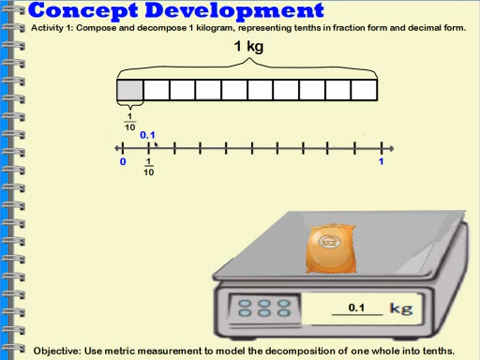 Concept Development
Activity 1: Compose and decompose 1 kilogram, representing tenths in fraction form and decimal form.
1 kg
1
10
0.1
0 1
1
10
0.1 kg
Objective: Use metric measurement to model the decomposition of one whole into tenths.